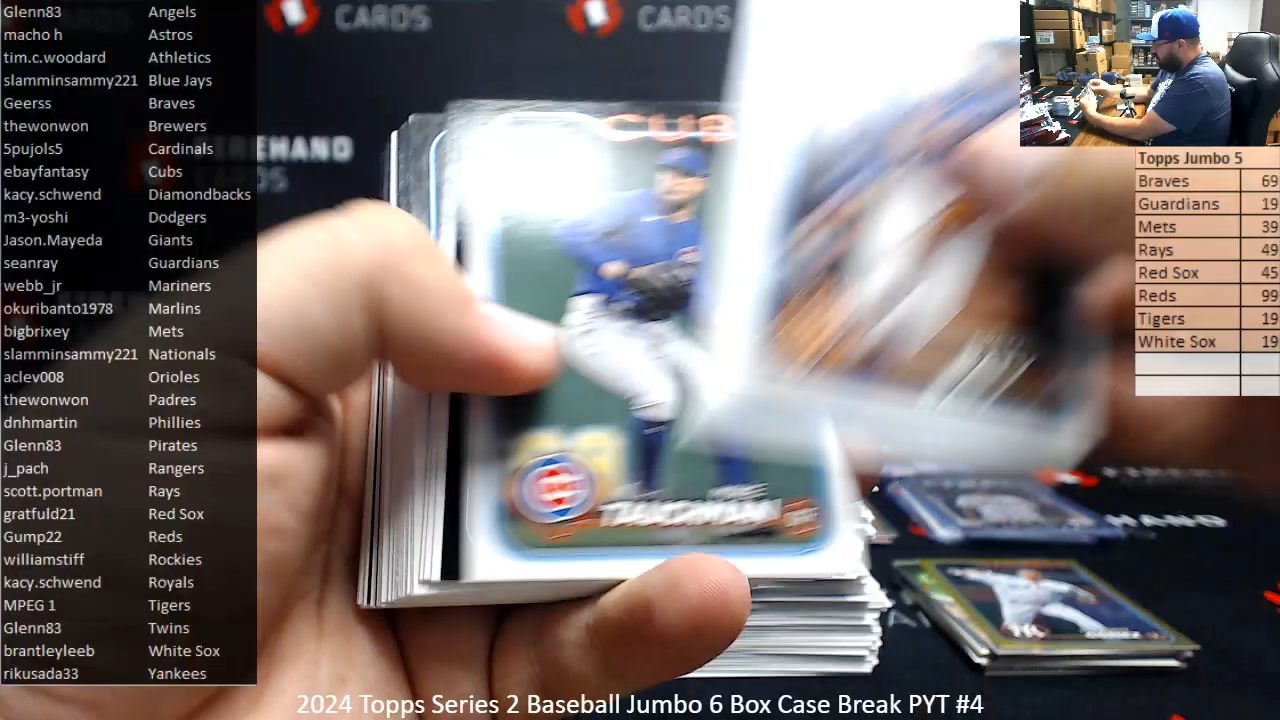 Glenn83 Angels
macho h Astros
tim.c.woodard Athletics
slamminsammy221 Blue Jays
Geerss Braves
thewonwon Brewers
5pujols5 Cardinals
ebayfantasy Cubs
kacy.schwend Diamondbacks
m3-yoshi Dodgers
Jason.Mayeda Giants
seanray Guardians
webb_jr Mariners
okuribanto1978 Marlins
bigbrixey Mets
slamminsammy221 Nationals
aclev008 Orioles
thewonwon Padres
dnhmartin Phillies
Glenn83 Pirates
j_pach Rangers
scott.portman Rays
gratfuld21 Red Sox
Gump22 Reds
williamstiff Rockies
kacy.schwend Royals
MPEG 1 Tigers
Glenn83 Twins
brantleyleeb White Sox
rikusada33 Yankees
CARDS
CARDS
CARDS
CUBS
Topps Jumbo 5
Braves 69
Guardians 19
Mets 39
Rays 49
Red Sox 45
Reds 99
Tigers 19
White Sox 19
2024 Topps Series 2 Baseball Jumbo 6 Box Case Break PYT #4